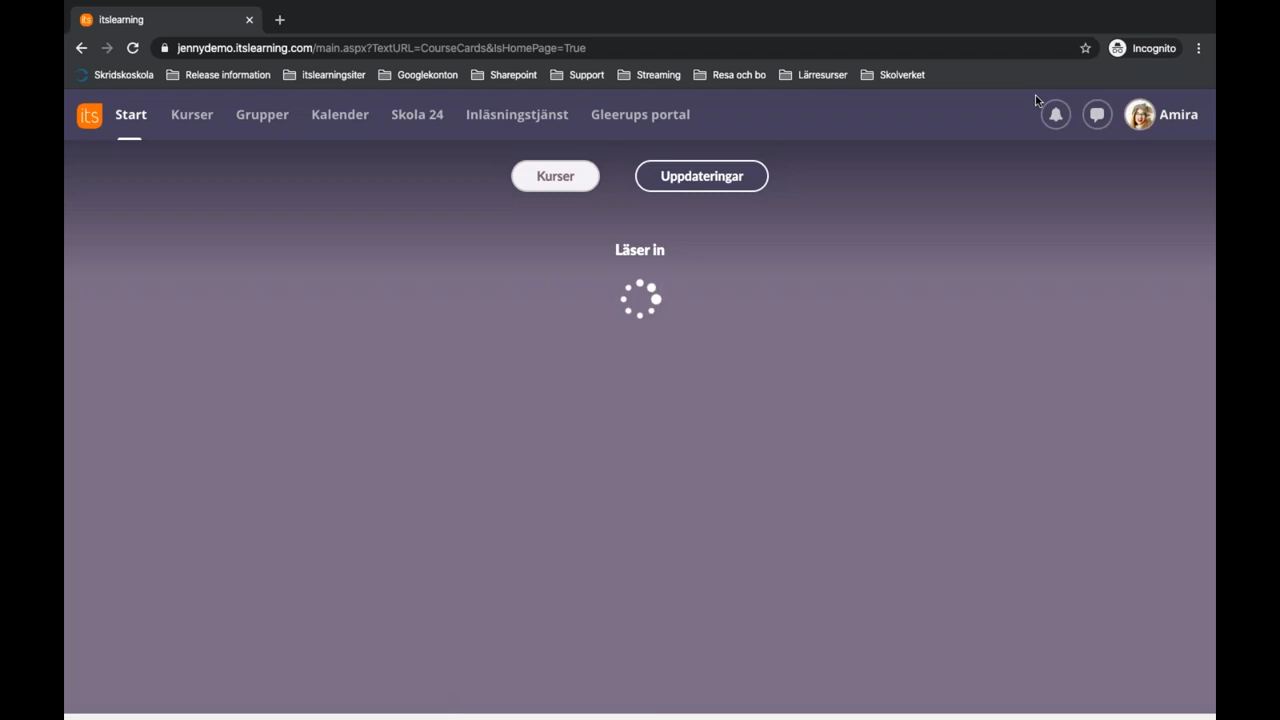 itslearning
jennydemo.itslearning.com/main.aspx?TextURL=CourseCards&IsHomePage=True
Incognito
Skridskoskola Release information itslearningsiter Googlekonton Sharepoint Support Streaming Resa och bo Lärresurser Skolverket
its Start Kurser Grupper Kalender Skola 24 Inläsningstjänst Gleerups portal Amira
Kurser Uppdateringar
Läser in